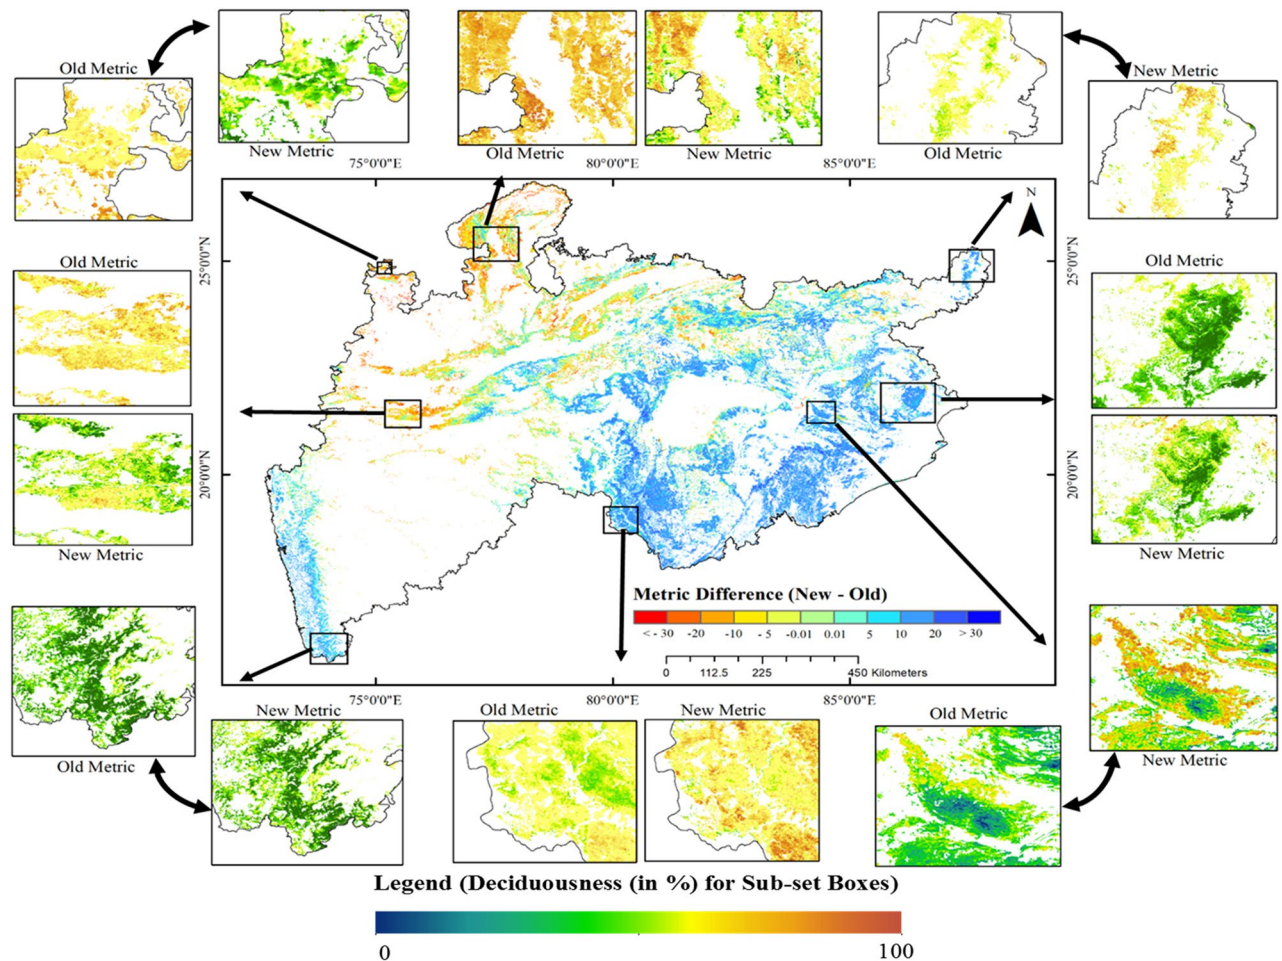 Old Metric
New Metric
Old Metric
New Metric
Old Metric
New Metric
75°0'0"E
80°0'0"E
85°0'0"E
N
25°0'0"N
25°0'0"N
Old Metric
New Metric
Old Metric
New Metric
20°0'0"N
20°0'0"N
Metric Difference (New - Old)
< - 30 -20 -10 - 5 -0.01 0.01 5 10 20 > 30
0 112.5 225 450 Kilometers
75°0'0"E
80°0'0"E
85°0'0"E
Old Metric
New Metric
Old Metric
New Metric
Old Metric
New Metric
Legend (Deciduousness (in %) for Sub-set Boxes)
0 100